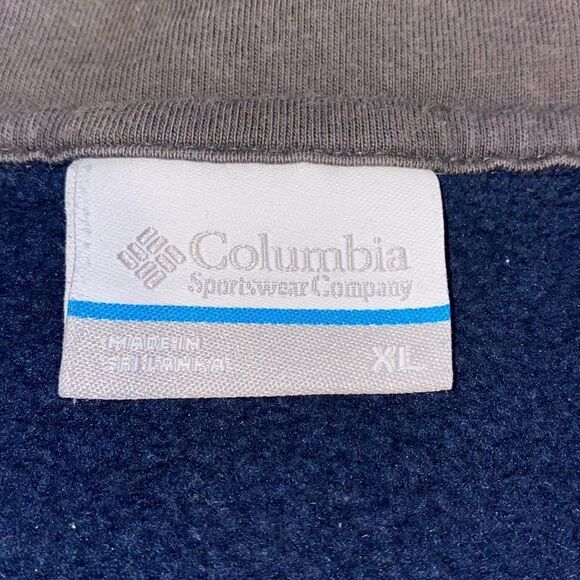 Columbia
Sportswear Company
MADE IN
SRI LANKA
XL